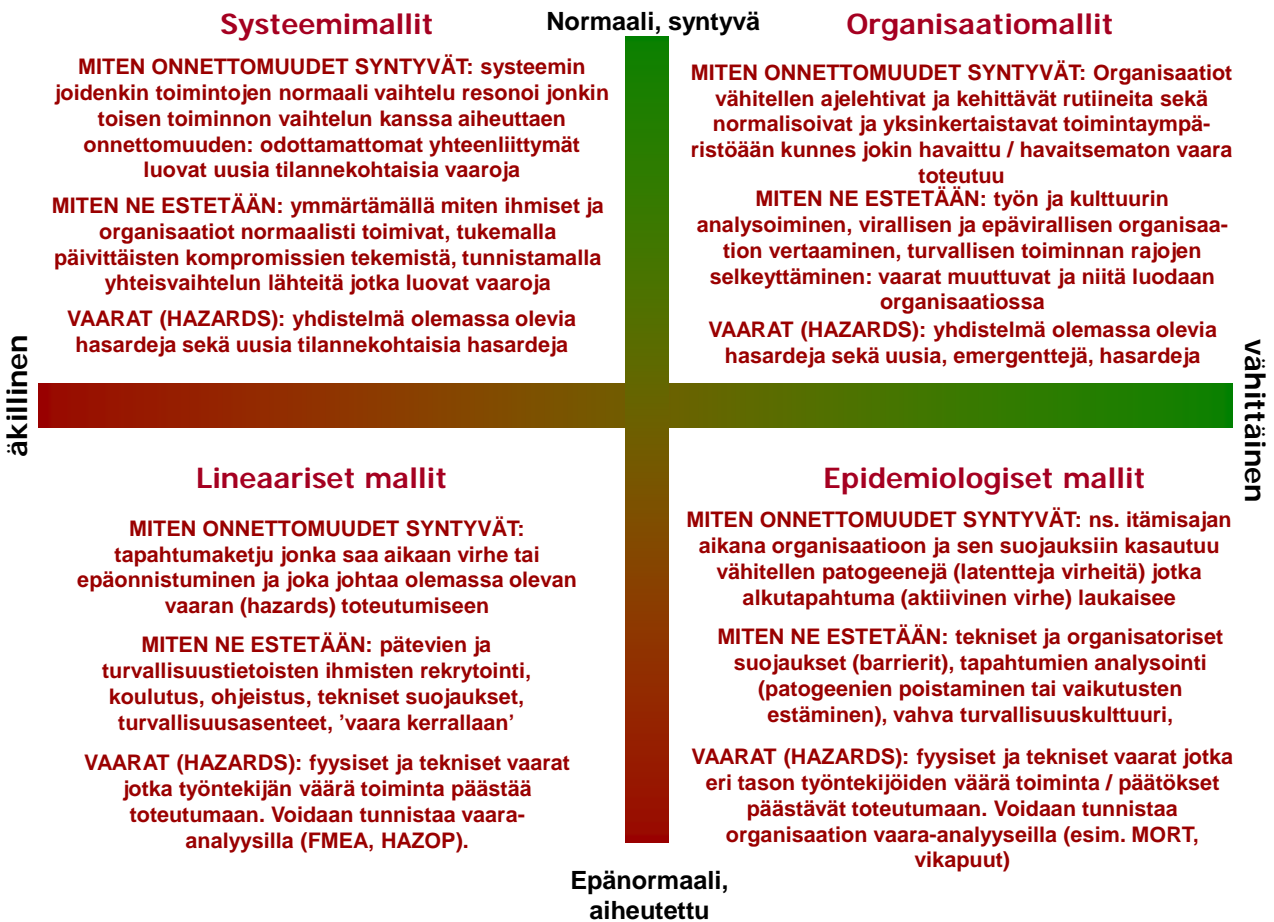 Normaali, syntyvä
Systeemimallit
MITEN ONNETTOMUUDET SYNTYVÄT: systeemin
joidenkin toimintojen normaali vaihtelu resonoi jonkin
toisen toiminnon vaihtelun kanssa aiheuttaen
onnettomuuden: odottamattomat yhteenliittymät
luovat uusia tilannekohtaisia vaaroja
MITEN NE ESTETÄÄN: ymmärtämällä miten ihmiset ja
organisaatiot normaalisti toimivat, tukemalla
päivittäisten kompromissien tekemistä, tunnistamalla
yhteisvaihtelun lähteitä jotka luovat vaaroja
VAARAT (HAZARDS): yhdistelmä olemassa olevia
hasardeja sekä uusia tilannekohtaisia hasardeja
Organisaatiomallit
MITEN ONNETTOMUUDET SYNTYVÄT: Organisaatiot
vähitellen ajelehtivat ja kehittävät rutiineita sekä
normalisoivat ja yksinkertaistavat toimintaympä-
ristöään kunnes jokin havaittu / havaitsematon vaara
toteutuu
MITEN NE ESTETÄÄN: työn ja kulttuurin
analysoiminen, virallisen ja epävirallisen organisaa-
tion vertaaminen, turvallisen toiminnan rajojen
selkeyttäminen: vaarat muuttuvat ja niitä luodaan
organisaatiossa
VAARAT (HAZARDS): yhdistelmä olemassa olevia
hasardeja sekä uusia, emergenttejä, hasardeja
äkillinen
vähittäinen
Lineaariset mallit
MITEN ONNETTOMUUDET SYNTYVÄT:
tapahtumaketju jonka saa aikaan virhe tai
epäonnistuminen ja joka johtaa olemassa olevan
vaaran (hazards) toteutumiseen
MITEN NE ESTETÄÄN: pätevien ja
turvallisuustietoisten ihmisten rekrytointi,
koulutus, ohjeistus, tekniset suojaukset,
turvallisuusasenteet, ’vaara kerrallaan’
VAARAT (HAZARDS): fyysiset ja tekniset vaarat
jotka työntekijän väärä toiminta päästää
toteutumaan. Voidaan tunnistaa vaara-
analyysilla (FMEA, HAZOP).
Epidemiologiset mallit
MITEN ONNETTOMUUDET SYNTYVÄT: ns. itämisajan
aikana organisaatioon ja sen suojauksiin kasautuu
vähitellen patogeenejä (latentteja virheitä) jotka
alkutapahtuma (aktiivinen virhe) laukaisee
MITEN NE ESTETÄÄN: tekniset ja organisatoriset
suojaukset (barrierit), tapahtumien analysointi
(patogeenien poistaminen tai vaikutusten
estäminen), vahva turvallisuuskulttuuri,
VAARAT (HAZARDS): fyysiset ja tekniset vaarat jotka
eri tason työntekijöiden väärä toiminta / päätökset
päästävät toteutumaan. Voidaan tunnistaa
organisaation vaara-analyyseilla (esim. MORT,
vikapuut)
Epänormaali,
aiheutettu